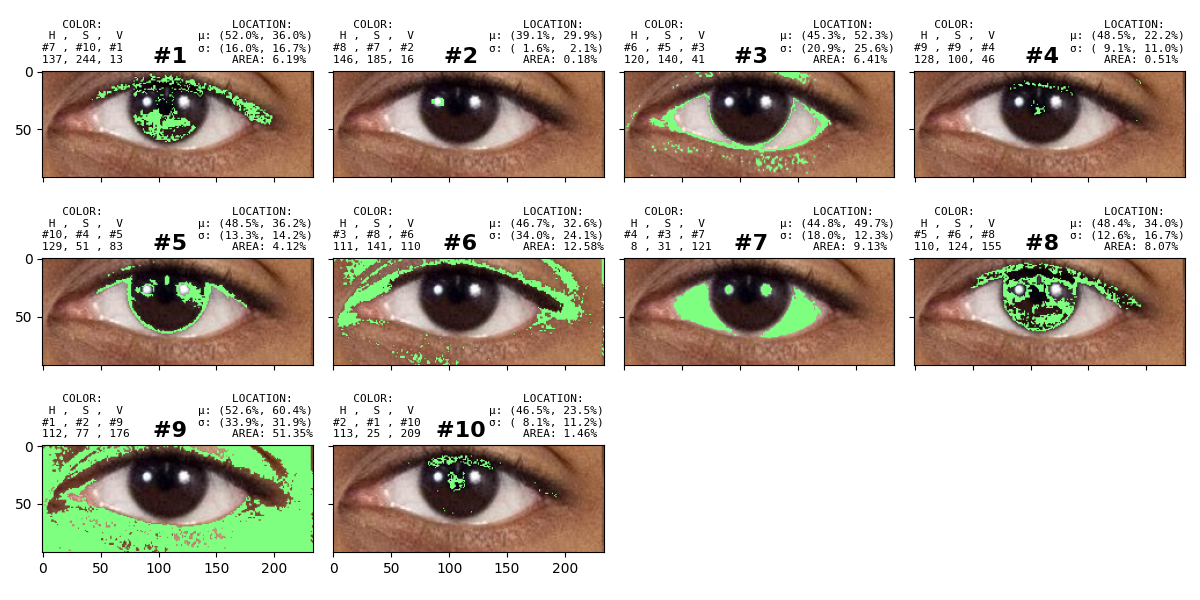 COLOR: LOCATION:
H , S , V μ: (52.0%, 36.0%)
#7 , #10, #1 #1 σ: (16.0%, 16.7%)
137, 244, 13 AREA: 6.19%
COLOR: LOCATION:
H , S , V μ: (39.1%, 29.9%)
#8 , #7 , #2 #2 σ: ( 1.6%, 2.1%)
146, 185, 16 AREA: 0.18%
COLOR: LOCATION:
H , S , V μ: (45.3%, 52.3%)
#6 , #5 , #3 #3 σ: (20.9%, 25.6%)
120, 140, 41 AREA: 6.41%
COLOR: LOCATION:
H , S , V μ: (48.5%, 22.2%)
#9 , #9 , #4 #4 σ: ( 9.1%, 11.0%)
128, 100, 46 AREA: 0.51%
0
50
COLOR: LOCATION:
H , S , V μ: (48.5%, 36.2%)
#10, #4 , #5 #5 σ: (13.3%, 14.2%)
129, 51 , 83 AREA: 4.12%
COLOR: LOCATION:
H , S , V μ: (46.7%, 32.6%)
#3 , #8 , #6 #6 σ: (34.0%, 24.1%)
111, 141, 110 AREA: 12.58%
COLOR: LOCATION:
H , S , V μ: (44.8%, 49.7%)
#4 , #3 , #7 #7 σ: (18.0%, 12.3%)
8 , 31 , 121 AREA: 9.13%
COLOR: LOCATION:
H , S , V μ: (48.4%, 34.0%)
#5 , #6 , #8 #8 σ: (12.6%, 16.7%)
110, 124, 155 AREA: 8.07%
0
50
COLOR: LOCATION:
H , S , V μ: (52.6%, 60.4%)
#1 , #2 , #9 #9 σ: (33.9%, 31.9%)
112, 77 , 176 AREA: 51.35%
COLOR: LOCATION:
H , S , V μ: (46.5%, 23.5%)
#2 , #1 , #10 #10 σ: ( 8.1%, 11.2%)
113, 25 , 209 AREA: 1.46%
0
50
0 50 100 150 200
0 50 100 150 200